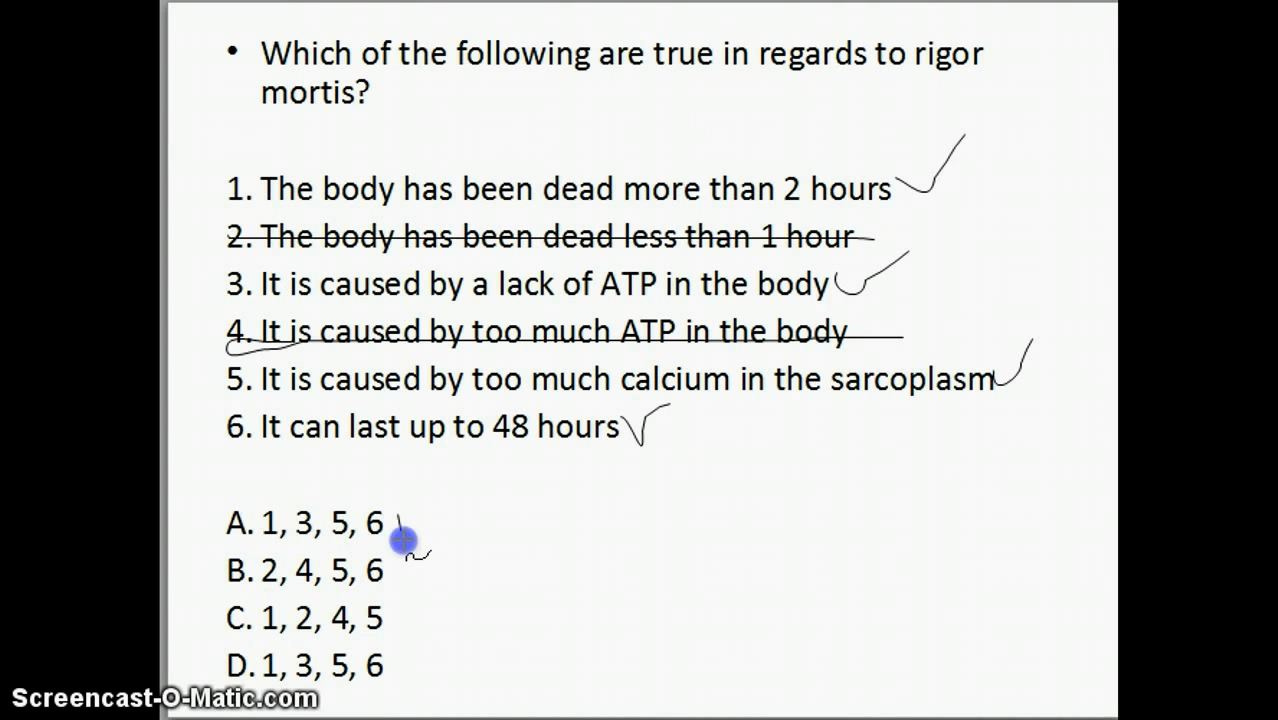 • Which of the following are true in regards to rigor
mortis?
1. The body has been dead more than 2 hours
2. The body has been dead less than 1 hour
3. It is caused by a lack of ATP in the body
4. It is caused by too much ATP in the body
5. It is caused by too much calcium in the sarcoplasm
6. It can last up to 48 hours
A. 1, 3, 5, 6
B. 2, 4, 5, 6
C. 1, 2, 4, 5
D. 1, 3, 5, 6
Screencast-O-Matic.com